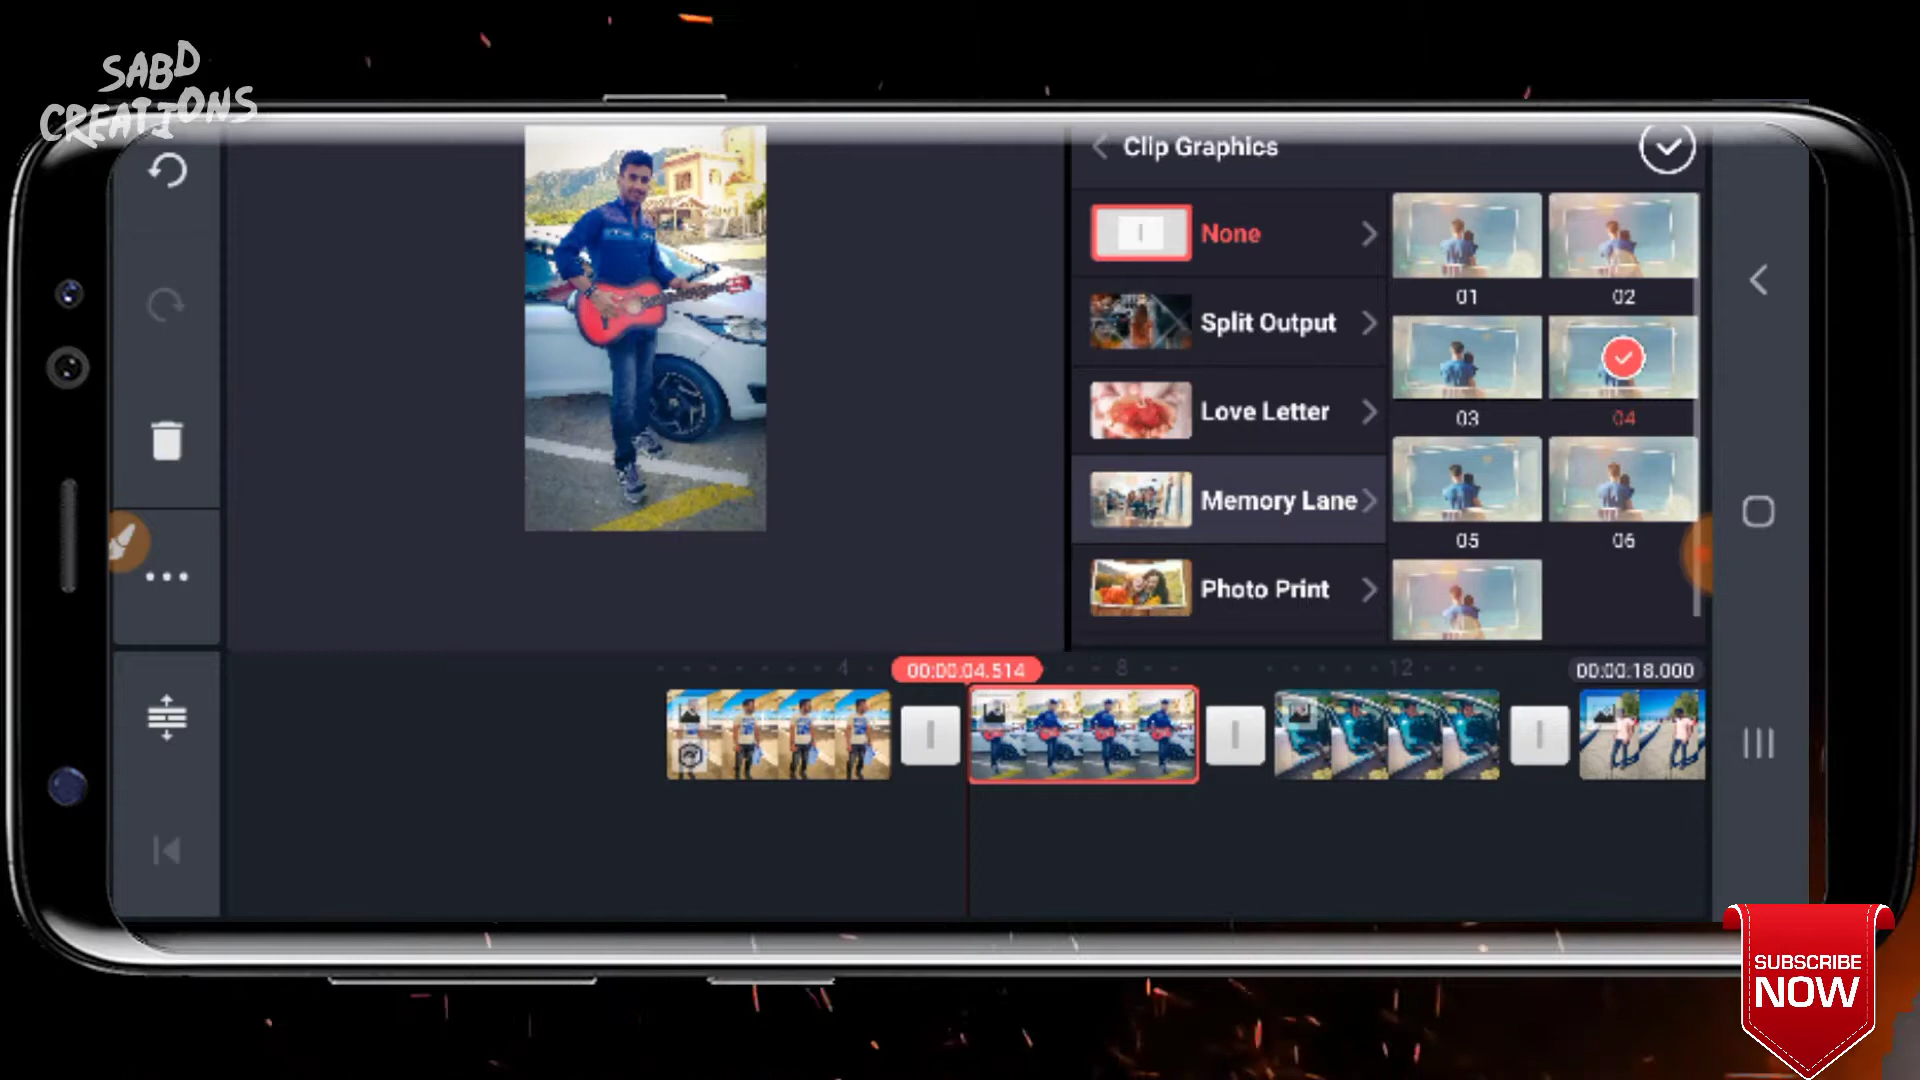 SABD
CREATIONS
Clip Graphics
None
Split Output
Love Letter
Memory Lane
Photo Print
01
02
03
04
05
06
4
00:00:04.514
8
12
00:00:18.000
SUBSCRIBE
NOW